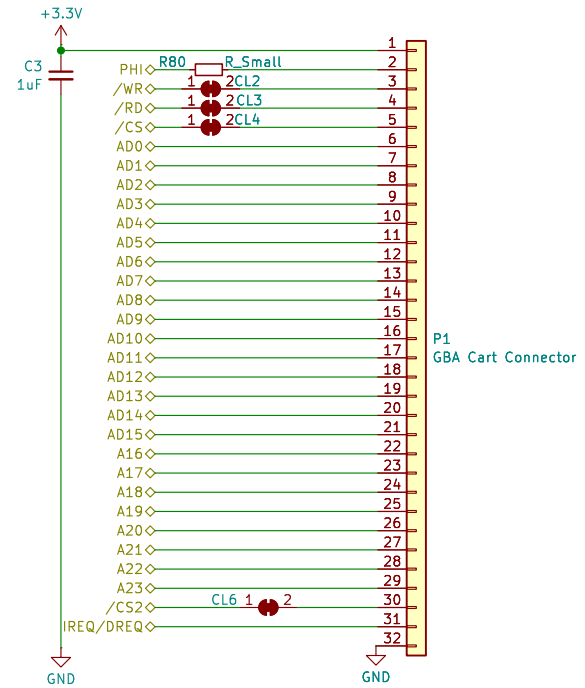 +3.3V
1
C3
1uF
PHI R80 R_Small 2
/WR 1 2 CL2 3
/RD 1 2 CL3 4
/CS 1 2 CL4 5
AD0 6
AD1 7
AD2 8
AD3 9
AD4 10
AD5 11
AD6 12
AD7 13
AD8 14
AD9 15
AD10 16
P1
AD11 17
GBA Cart Connector
AD12 18
AD13 19
AD14 20
AD15 21
A16 22
A17 23
A18 24
A19 25
A20 26
A21 27
A22 28
A23 29
/CS2 CL6 1 2 30
IREQ/DREQ 31
32
GND
GND